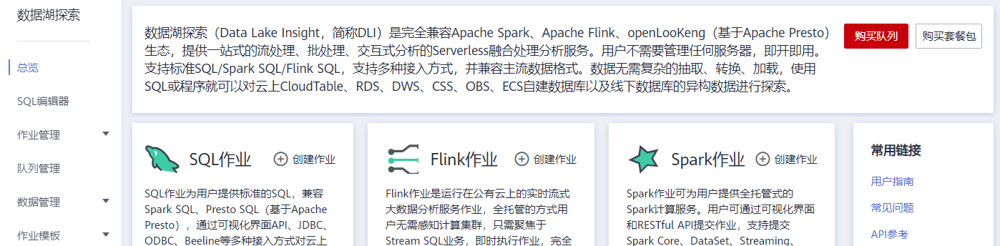 数据湖探索
总览
SQL编辑器
作业管理
队列管理
数据管理
作业模板
数据湖探索（Data Lake Insight，简称DLI）是完全兼容Apache Spark、Apache Flink、openLooKeng（基于Apache Presto）
生态，提供一站式的流处理、批处理、交互式分析的Serverless融合处理分析服务。用户不需要管理任何服务器，即开即用。
支持标准SQL/Spark SQL/Flink SQL，支持多种接入方式，并兼容主流数据格式。数据无需复杂的抽取、转换、加载，使用
SQL或程序就可以对云上CloudTable、RDS、DWS、CSS、OBS、ECS自建数据库以及线下数据库的异构数据进行探索。
购买队列
购买套餐包
SQL作业
创建作业
SQL作业为用户提供标准的SQL，兼容
Spark SQL、Presto SQL（基于Apache
Presto），通过可视化界面API、JDBC、
ODBC、Beeline等多种接入方式对云上
Flink作业
创建作业
Flink作业是运行在公有云上的实时流式
大数据分析服务作业，全托管的方式用
户无需感知计算集群，只需聚焦于
Stream SQL业务，即时执行作业，完全
Spark作业
创建作业
Spark作业可为用户提供全托管式的
Spark计算服务。用户可通过可视化界面
和RESTful API提交作业，支持提交
Spark Core、DataSet、Streaming、
常用链接
用户指南
常见问题
API参考